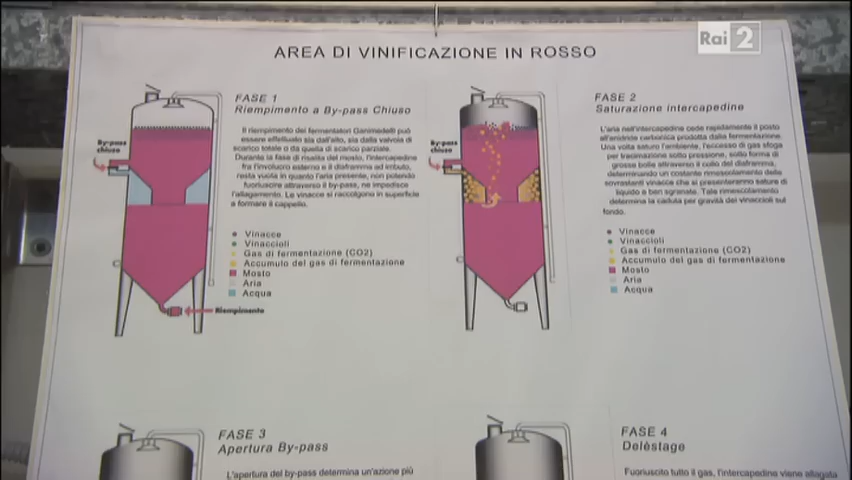 Rai 2
AREA DI VINIFICAZIONE IN ROSSO
FASE 1
Riempimento a By-pass Chiuso
By-pass
chiuso
Il riempimento dei fermentatori Ganimede® può
essere effettuato sia dall'alto, sia dalla valvola di
scarico totale o da quella di scarico parziale.
Durante la fase di risalita del mosto, l'intercapedine
fra l'involucro esterno e il diaframma ad imbuto,
resta vuota in quanto l'aria presente, non potendo
fuoriuscire attraverso il by-pass, ne impedisce
l'allagamento. Le vinacce si raccolgono in superficie
a formare il cappello.
Vinacce
Vinaccioli
Gas di fermentazione (CO2)
Accumulo del gas di fermentazione
Mosto
Aria
Acqua
Riempimento
FASE 2
Saturazione intercapedine
By-pass
chiuso
L'aria nell'intercapedine cede rapidamente il posto
all'anidride carbonica prodotta dalla fermentazione.
Una volta saturo l'ambiente, l'eccesso di gas sfoga
per tracimazione sotto pressione, sotto forma di
grosse bolle attraverso il collo del diaframma,
determinando un costante rimescolamento delle
sovrastanti vinacce che si presenteranno sature di
liquido e ben sgranate. Tale rimescolamento
determina la caduta per gravità dei vinaccioli sul
fondo.
Vinacce
Vinaccioli
Gas di fermentazione (CO2)
Accumulo del gas di fermentazione
Mosto
Aria
Acqua
FASE 3
Apertura By-pass
L'apertura del by-pass determina un'azione più
FASE 4
Délèstage
Fuoriuscito tutto il gas, l'intercapedine viene allagata